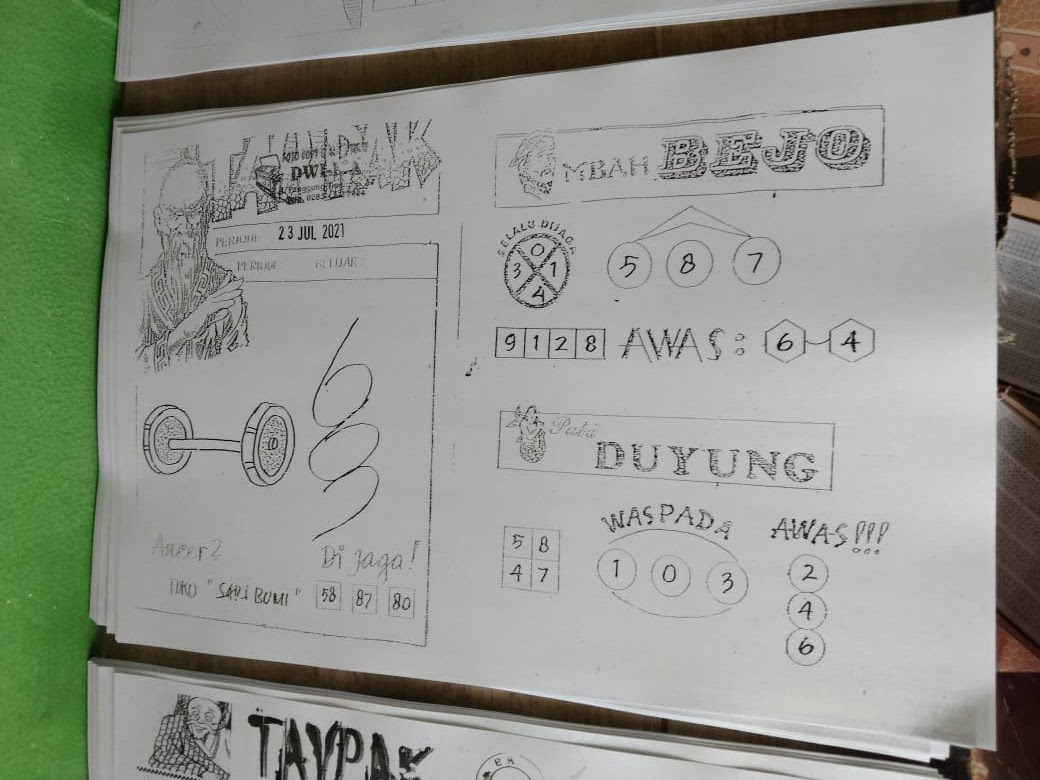 DWI-A
PERIODE: 23 JUL 2021
PERIODE KELUAR:
Di jaga!
TOKO "SARI BUMI" 58 87 80
MBAH BEJO
SELALU DIJAGA
0
3 1
4
5 8 7
9 1 2 8 AWAS: 6 4
DUYUNG
5 8
4 7
WASPADA
1 0 3
AWAS!!!
2
4
6
TAYPAK